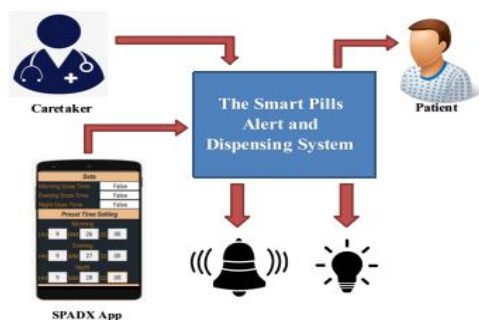 Caretaker
The Smart Pills
Alert and
Dispensing System
Patient
Data
Morning Dose Time False
Evening Dose Time False
Night Dose Time False
Preset Time Setting
Morning
9 26 00
Evening
9 27 00
Night
9 28 00
SPADX App